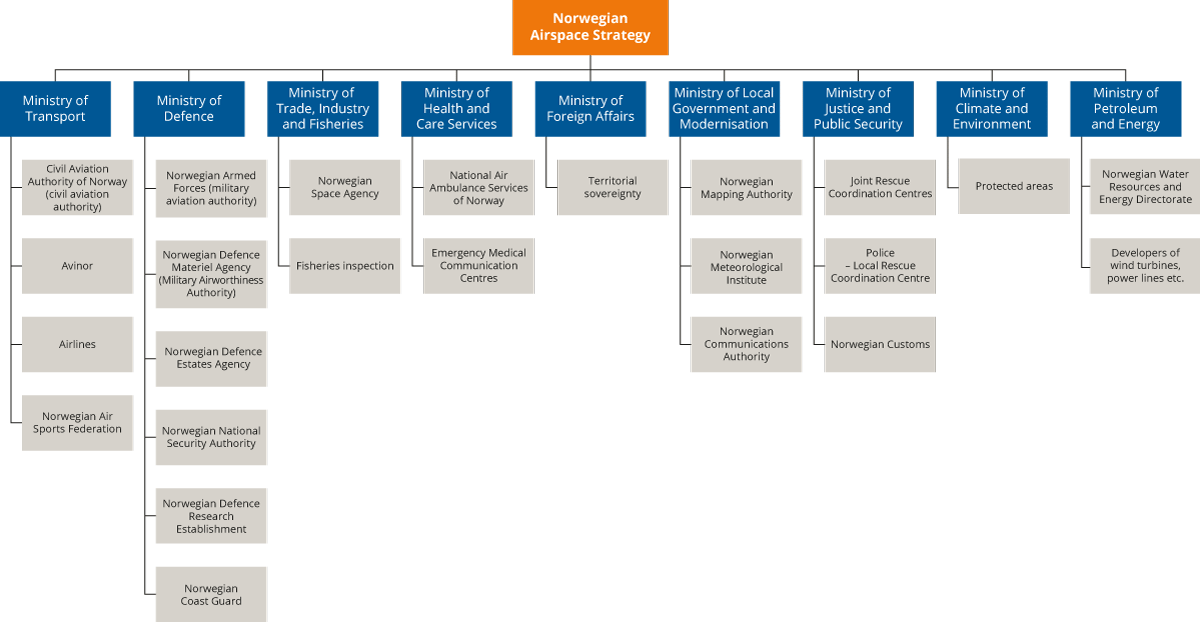 Norwegian
Airspace Strategy
Ministry of
Transport
Civil Aviation
Authority of Norway
(civil aviation
authority)
Avinor
Airlines
Norwegian Air
Sports Federation
Ministry of
Defence
Norwegian Armed
Forces (military
aviation authority)
Norwegian Defence
Materiel Agency
(Military Airworthiness
Authority)
Norwegian Defence
Estates Agency
Norwegian National
Security Authority
Norwegian Defence
Research
Establishment
Norwegian
Coast Guard
Ministry of
Trade, Industry
and Fisheries
Norwegian
Space Agency
Fisheries inspection
Ministry of
Health and
Care Services
National Air
Ambulance Services
of Norway
Emergency Medical
Communication
Centres
Ministry of
Foreign Affairs
Territorial
sovereignty
Ministry of Local
Government and
Modernisation
Norwegian
Mapping Authority
Norwegian
Meteorological
Institute
Norwegian
Communications
Authority
Ministry of
Justice and
Public Security
Joint Rescue
Coordination Centres
Police
– Local Rescue
Coordination Centre
Norwegian Customs
Ministry of
Climate and
Environment
Protected areas
Ministry of
Petroleum
and Energy
Norwegian Water
Resources and
Energy Directorate
Developers of
wind turbines,
power lines etc.